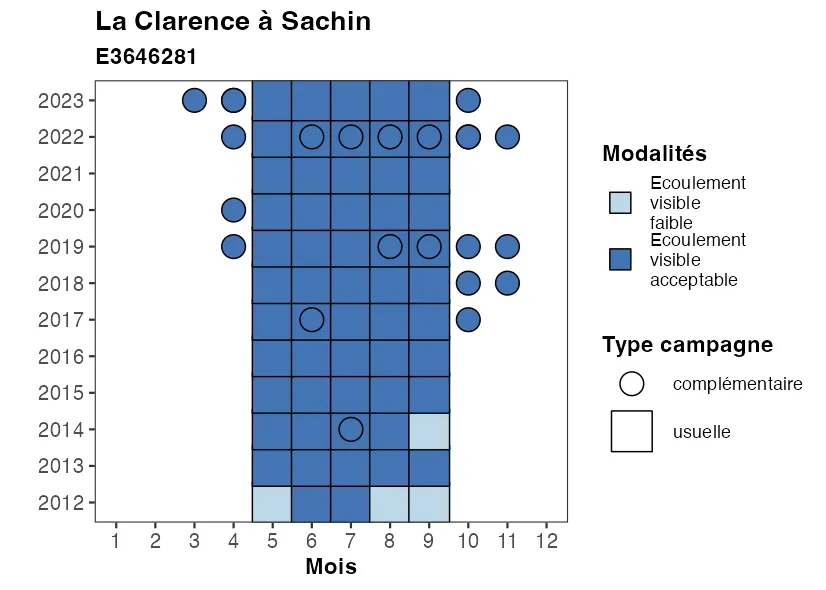 La Clarence à Sachin
E3646281
2023
2022
2021
2020
2019
2018
2017
2016
2015
2014
2013
2012
1 2 3 4 5 6 7 8 9 10 11 12
Mois
Modalités
Ecoulement
visible
faible
Ecoulement
visible
acceptable
Type campagne
complémentaire
usuelle